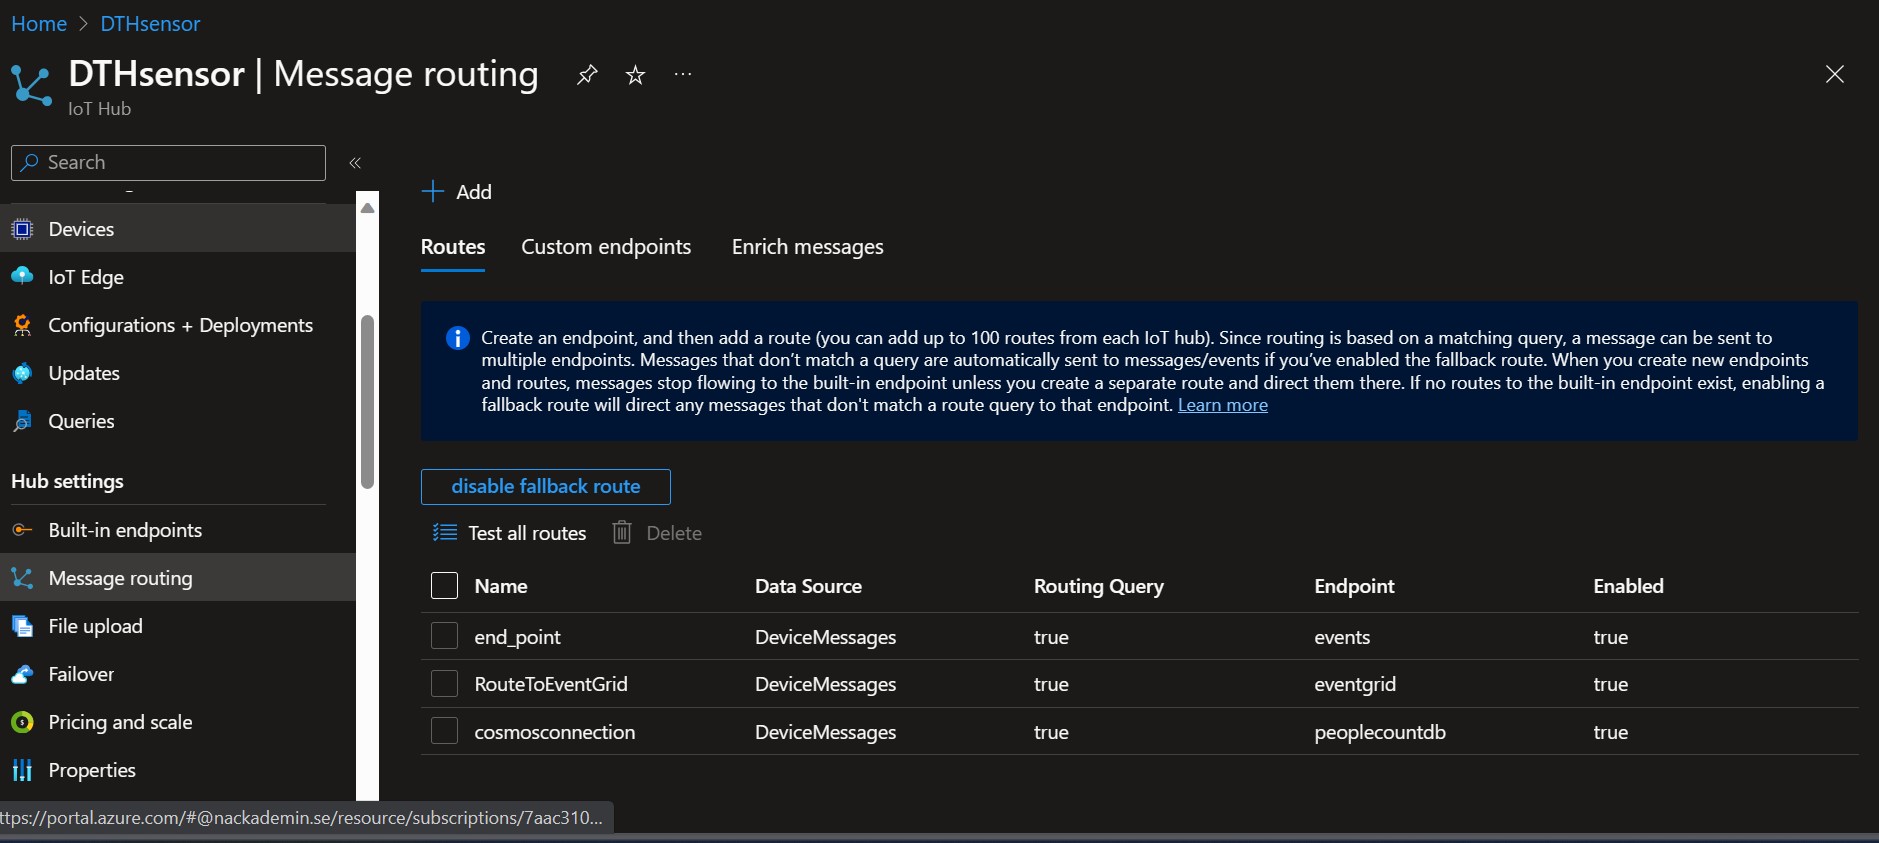 Home > DTHsensor
DTHsensor | Message routing
IoT Hub
Search
Devices
IoT Edge
Configurations + Deployments
Updates
Queries
Hub settings
Built-in endpoints
Message routing
File upload
Failover
Pricing and scale
Properties
ttps://portal.azure.com/#@nackademin.se/resource/subscriptions/7aac310...
Add
Routes Custom endpoints Enrich messages
Create an endpoint, and then add a route (you can add up to 100 routes from each IoT hub). Since routing is based on a matching query, a message can be sent to
multiple endpoints. Messages that don’t match a query are automatically sent to messages/events if you’ve enabled the fallback route. When you create new endpoints
and routes, messages stop flowing to the built-in endpoint unless you create a separate route and direct them there. If no routes to the built-in endpoint exist, enabling a
fallback route will direct any messages that don't match a route query to that endpoint. Learn more
disable fallback route
Test all routes Delete
Name Data Source Routing Query Endpoint Enabled
end_point DeviceMessages true events true
RouteToEventGrid DeviceMessages true eventgrid true
cosmosconnection DeviceMessages true peoplecountdb true